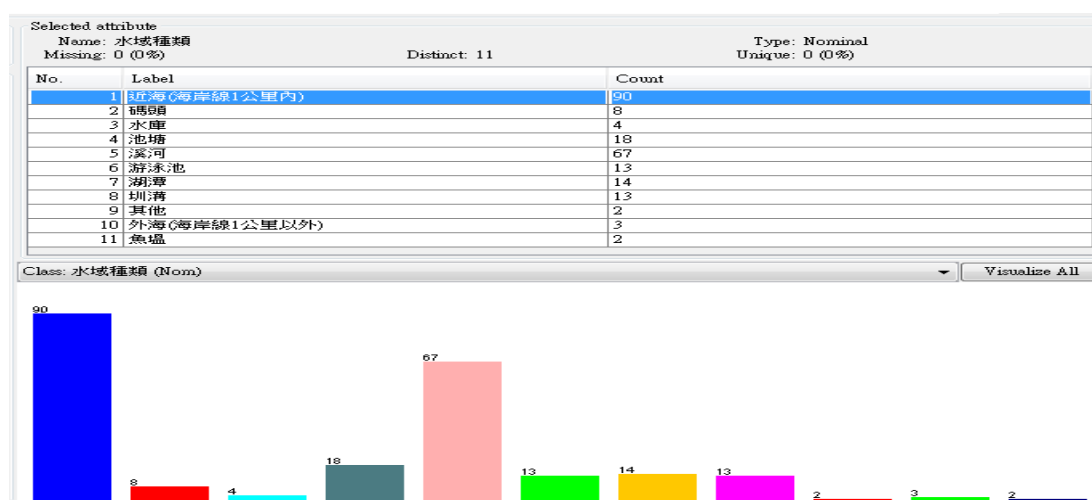 Selected attribute
Name: 水域種類 Type: Nominal
Missing: 0 (0%) Distinct: 11 Unique: 0 (0%)
No. Label Count
1 近海(海岸線1公里內) 90
2 碼頭 8
3 水庫 4
4 池塘 18
5 溪河 67
6 游泳池 13
7 湖潭 14
8 圳溝 13
9 其他 2
10 外海(海岸線1公里以外) 3
11 魚塭 2
Class: 水域種類 (Nom) Visualize All
90
67
18
13
14
13
8
4
2
3
2